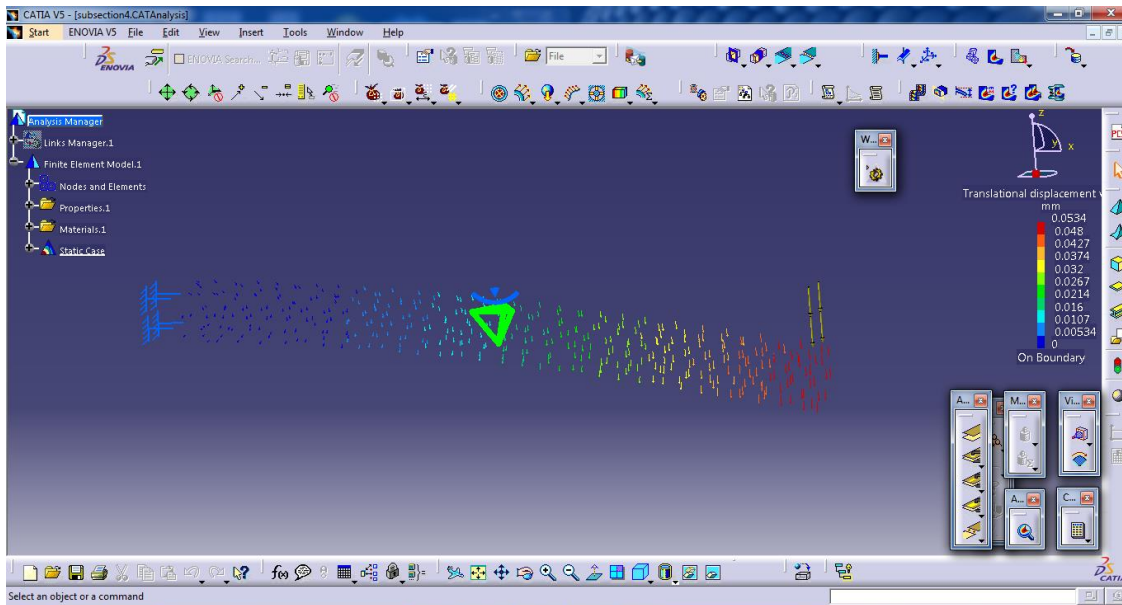 CATIA V5 - [subsection4.CATAnalysis]
Start ENOVIA V5 File Edit View Insert Tools Window Help
ENOVIA
ENOVIA Search...
File
Analysis Manager
Links Manager.1
Finite Element Model.1
Nodes and Elements
Properties.1
Materials.1
Static Case
W...
z
y
x
Translational displacement v
mm
0.0534
0.048
0.0427
0.0374
0.032
0.0267
0.0214
0.016
0.0107
0.00534
0
On Boundary
A...
M...
Vi...
A...
C...
f(x)
CATIA
Select an object or a command